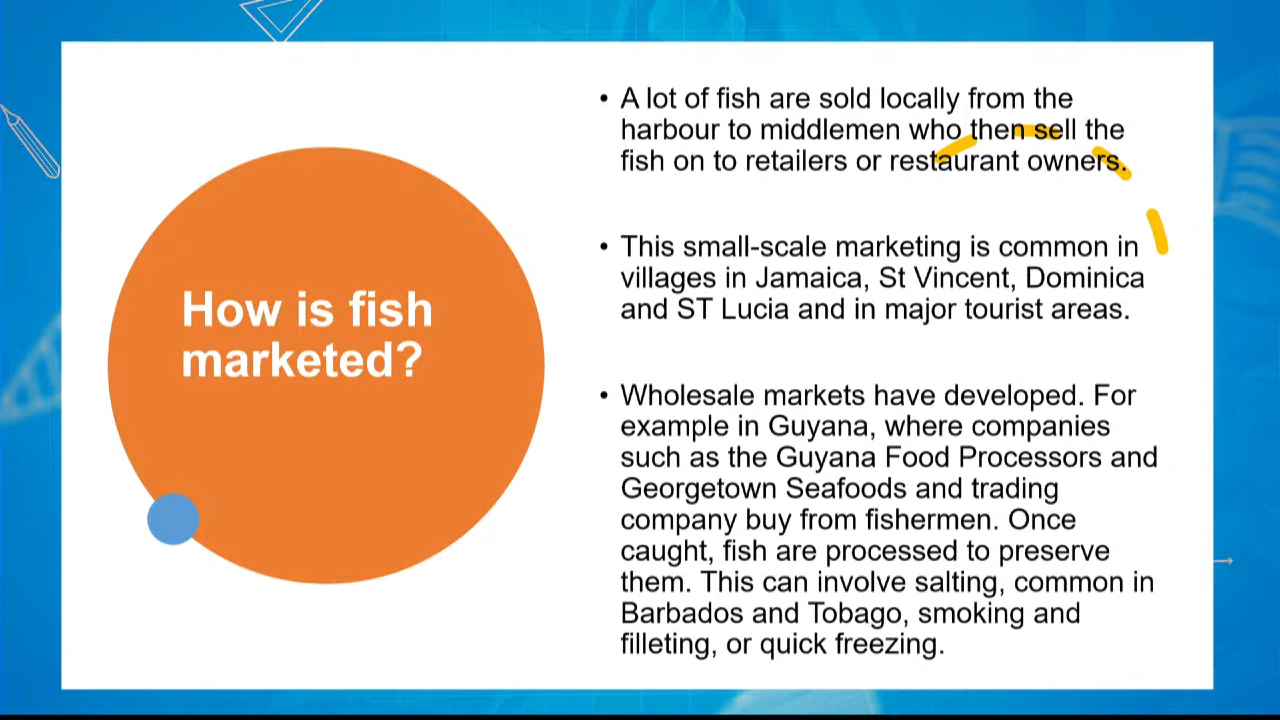 How is fish
marketed?
• A lot of fish are sold locally from the
harbour to middlemen who then sell the
fish on to retailers or restaurant owners.
• This small-scale marketing is common in
villages in Jamaica, St Vincent, Dominica
and ST Lucia and in major tourist areas.
• Wholesale markets have developed. For
example in Guyana, where companies
such as the Guyana Food Processors and
Georgetown Seafoods and trading
company buy from fishermen. Once
caught, fish are processed to preserve
them. This can involve salting, common in
Barbados and Tobago, smoking and
filleting, or quick freezing.